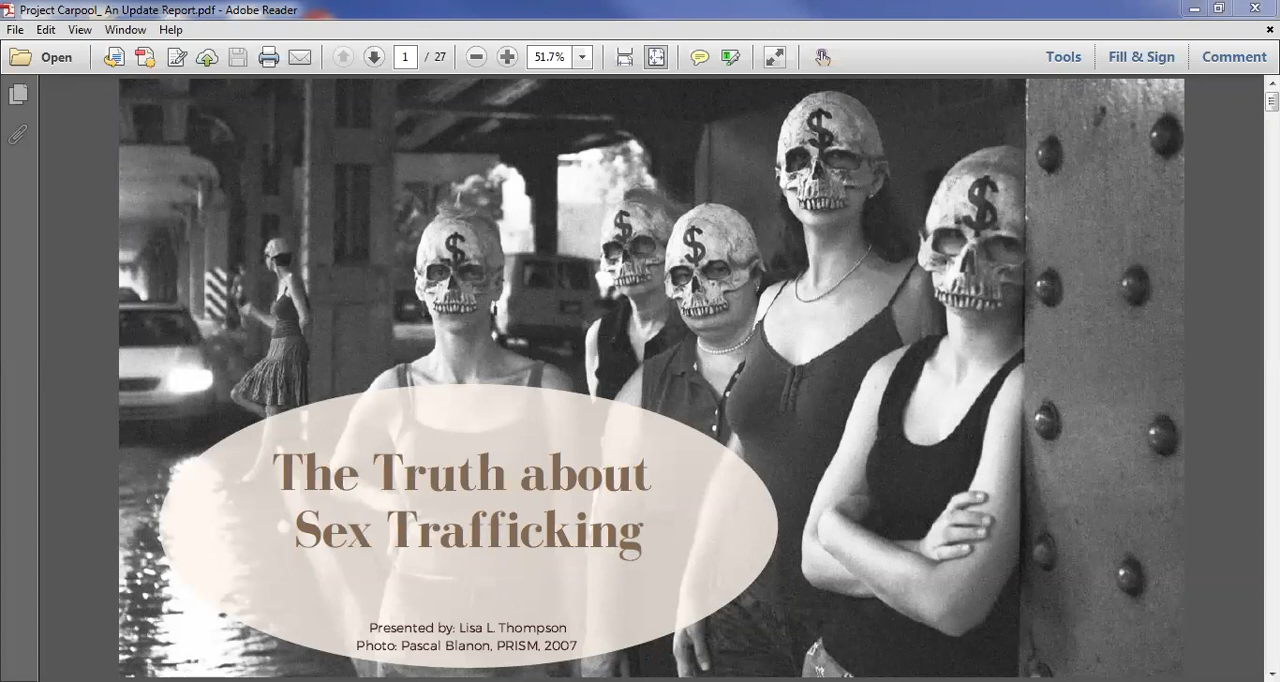 Project Carpool_ An Update Report.pdf - Adobe Reader
File Edit View Window Help
Open 1 / 27 51.7% Tools Fill & Sign Comment
$ $ $ $ $
The Truth about
Sex Trafficking
Presented by: Lisa L. Thompson
Photo: Pascal Blanon, PRISM, 2007